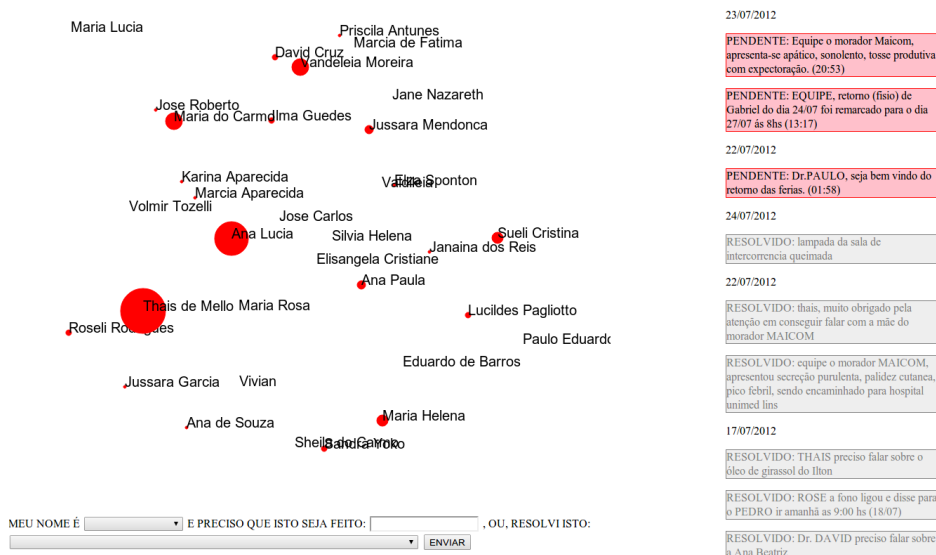 Maria Lucia
Priscila Antunes
Marcia de Fatima
David Cruz
Vandeleia Moreira
Jane Nazareth
Jose Roberto
Maria do Carmo
Ilma Guedes
Jussara Mendonca
Karina Aparecida
Marcia Aparecida
Elza Sponton
Volmir Tozelli
Jose Carlos
Ana Lucia
Silvia Helena
Sueli Cristina
Janaina dos Reis
Elisangela Cristiane
Ana Paula
Thais de Mello
Maria Rosa
Lucildes Pagliotto
Roseli Rodrigues
Paulo Eduardo
Eduardo de Barros
Jussara Garcia
Vivian
Ana de Souza
Maria Helena
Sheila do Carmo
Sandra Yoko
MEU NOME É E PRECISO QUE ISTO SEJA FEITO: , OU, RESOLVI ISTO:
ENVIAR
23/07/2012
PENDENTE: Equipe o morador Maicom,
apresenta-se apático, sonolento, tosse produtiva
com expectoração. (20:53)
PENDENTE: EQUIPE, retorno (fisio) de
Gabriel do dia 24/07 foi remarcado para o dia
27/07 ás 8hs (13:17)
22/07/2012
PENDENTE: Dr.PAULO, seja bem vindo do
retorno das ferias. (01:58)
24/07/2012
RESOLVIDO: lampada da sala de
intercorrencia queimada
22/07/2012
RESOLVIDO: thais, muito obrigado pela
atenção em conseguir falar com a mãe do
morador MAICOM
RESOLVIDO: equipe o morador MAICOM,
apresentou secreção purulenta, palidez cutanea,
pico febril, sendo encaminhado para hospital
unimed lins
17/07/2012
RESOLVIDO: THAIS preciso falar sobre o
óleo de girassol do Ilton
RESOLVIDO: ROSE a fono ligou e disse para
o PEDRO ir amanhã as 9:00 hs (18/07)
RESOLVIDO: Dr. DAVID preciso falar sobre
a Ana Beatriz